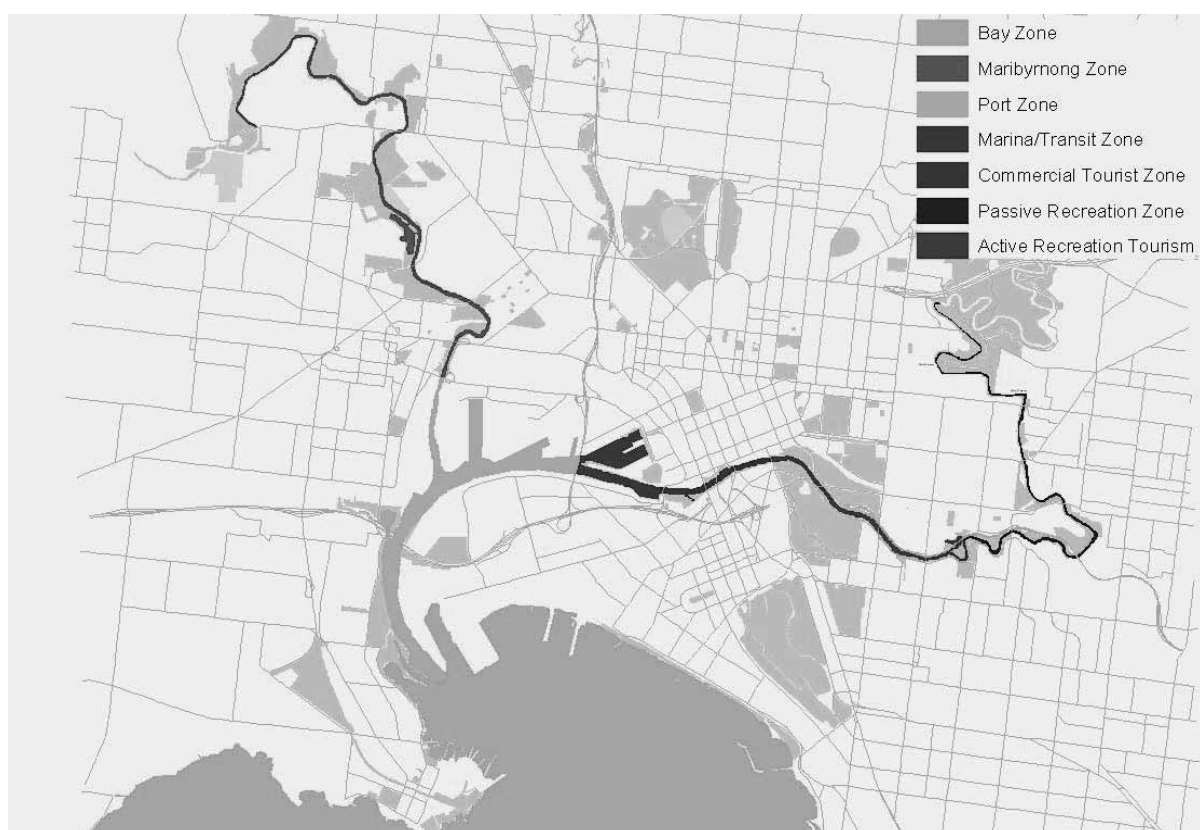 Bay Zone
Maribyrnong Zone
Port Zone
Marina/Transit Zone
Commercial Tourist Zone
Passive Recreation Zone
Active Recreation Tourism